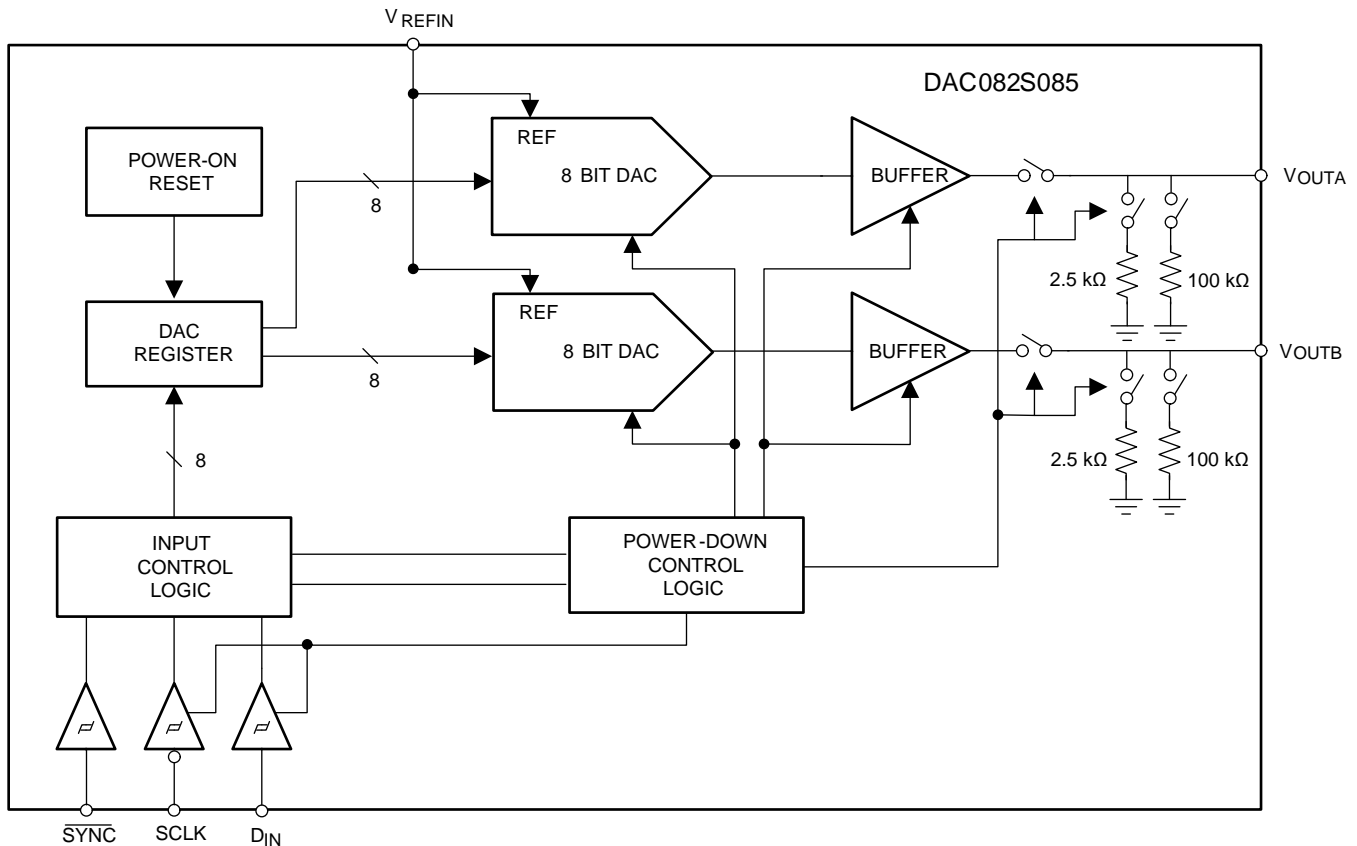 VREFIN
DAC082S085
POWER-ON
RESET
REF
8 BIT DAC
BUFFER
VOUTA
8
2.5 kΩ
100 kΩ
REF
DAC
REGISTER
8 BIT DAC
BUFFER
VOUTB
8
8
2.5 kΩ
100 kΩ
INPUT
CONTROL
LOGIC
POWER-DOWN
CONTROL
LOGIC
SYNC
SCLK
DIN